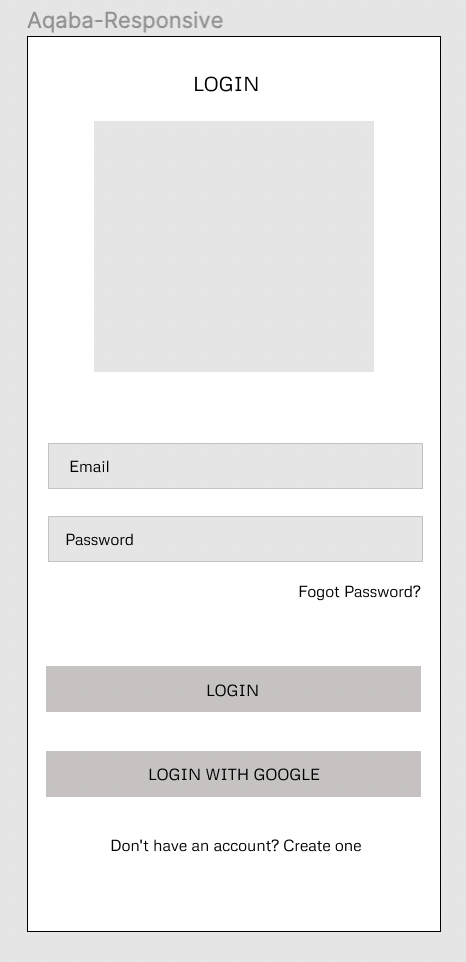 Aqaba-Responsive
LOGIN
Email
Password
Fogot Password?
LOGIN
LOGIN WITH GOOGLE
Don't have an account? Create one